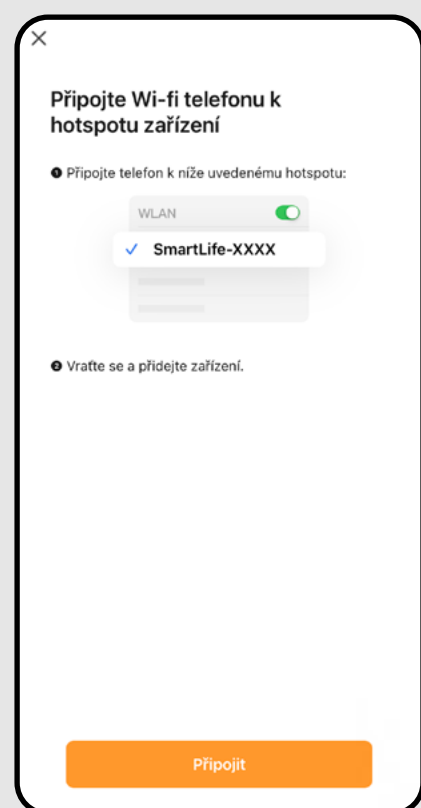 Připojte Wi-fi telefonu k
hotspotu zařízení
❶ Připojte telefon k níže uvedenému hotspotu:
WLAN
SmartLife-XXXX
❷ Vraťte se a přidejte zařízení.
Připojit